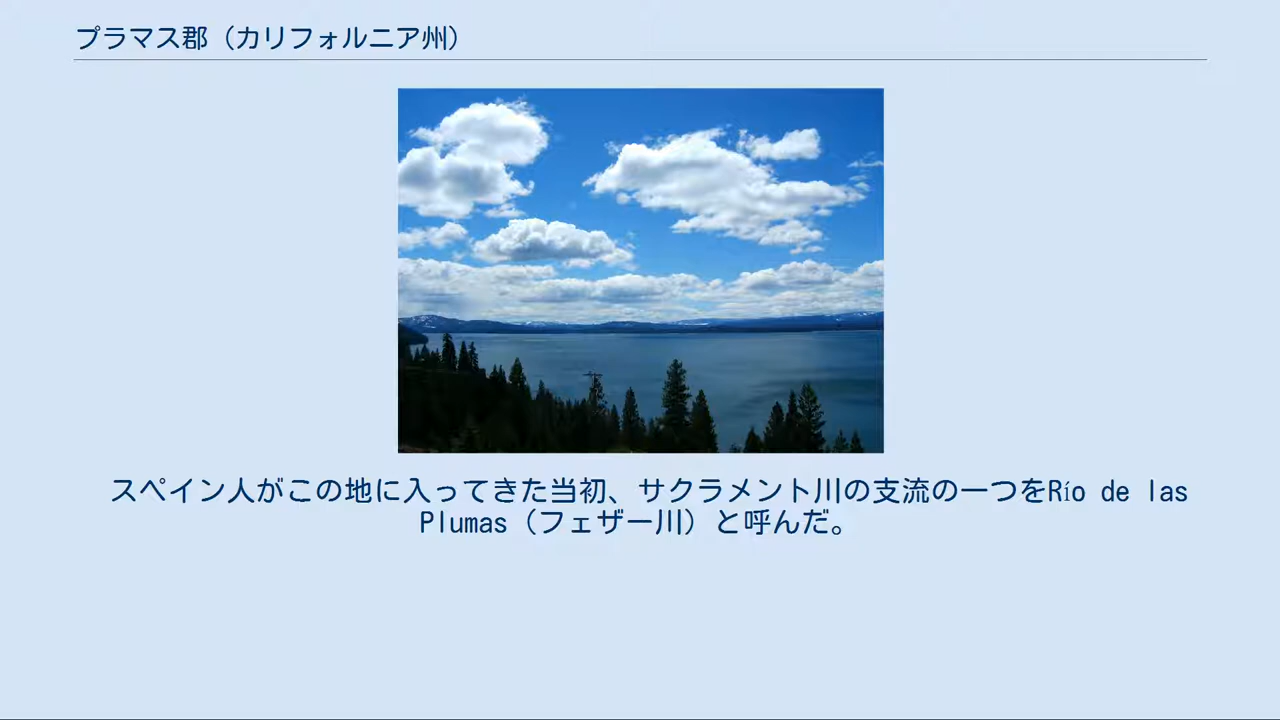 プラマス郡（カリフォルニア州）
スペイン人がこの地に入ってきた当初、サクラメント川の支流の一つをRío de las
Plumas（フェザー川）と呼んだ。